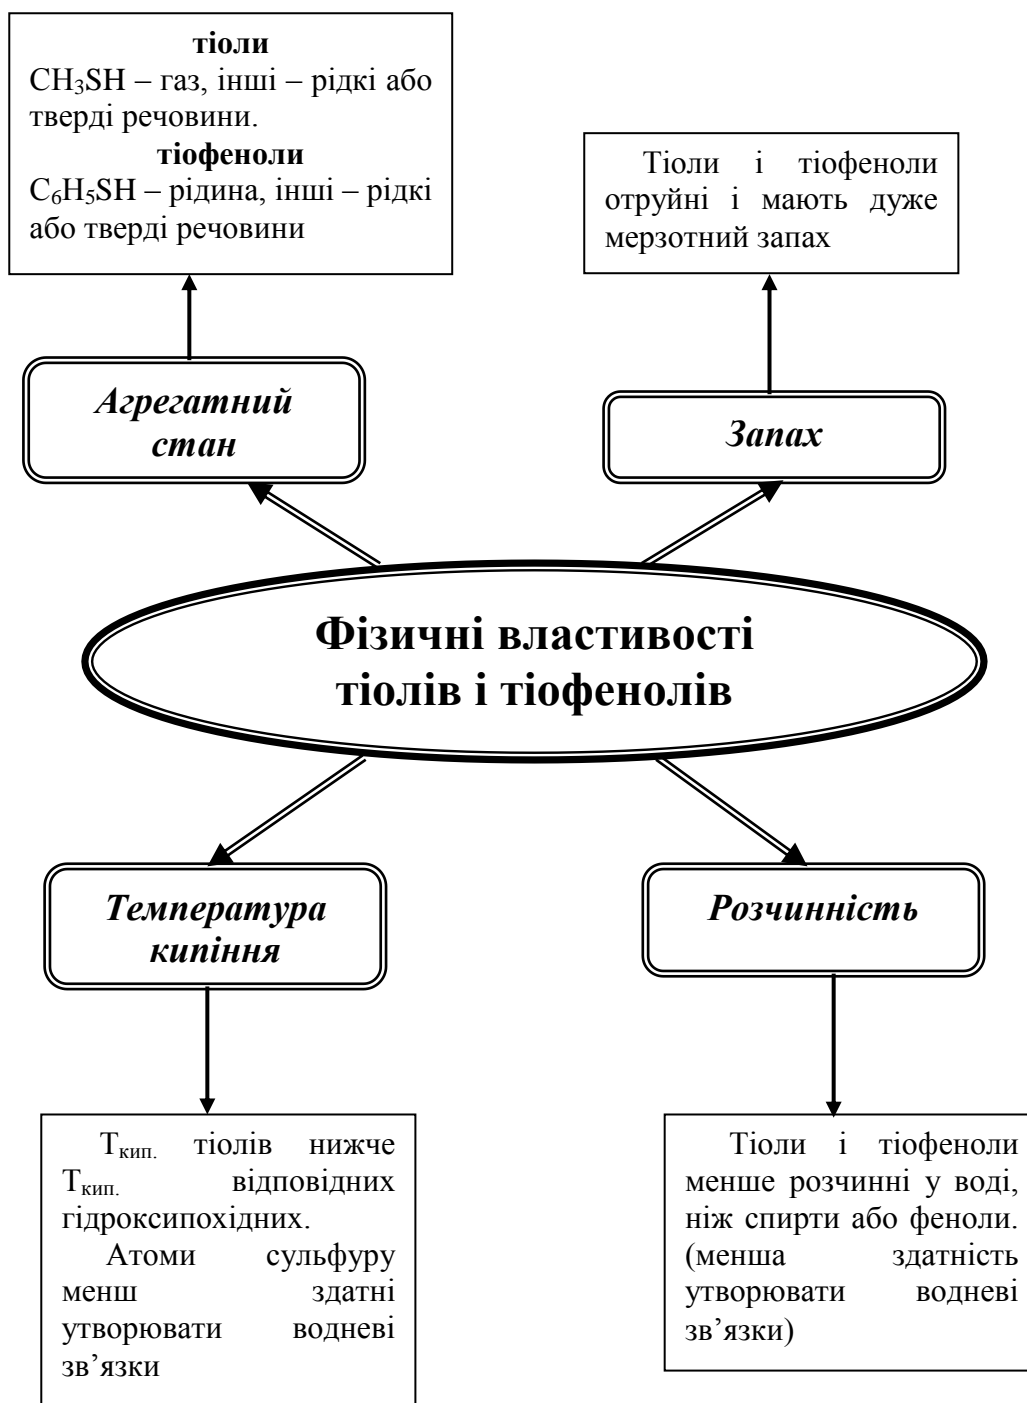 тіоли
CH₃SH – газ, інші – рідкі або
тверді речовини.
тіофеноли
C₆H₅SH – рідина, інші – рідкі
або тверді речовини
Тіоли і тіофеноли
отруйні і мають дуже
мерзотний запах
Агрегатний
стан
Запах
Фізичні властивості
тіолів і тіофенолів
Температура
кипіння
Розчинність
Ткип. тіолів нижче
Ткип. відповідних
гідроксипохідних.
Атоми сульфуру
менш здатні
утворювати водневі
зв’язки
Тіоли і тіофеноли
менше розчинні у воді,
ніж спирти або феноли.
(менша здатність
утворювати водневі
зв’язки)